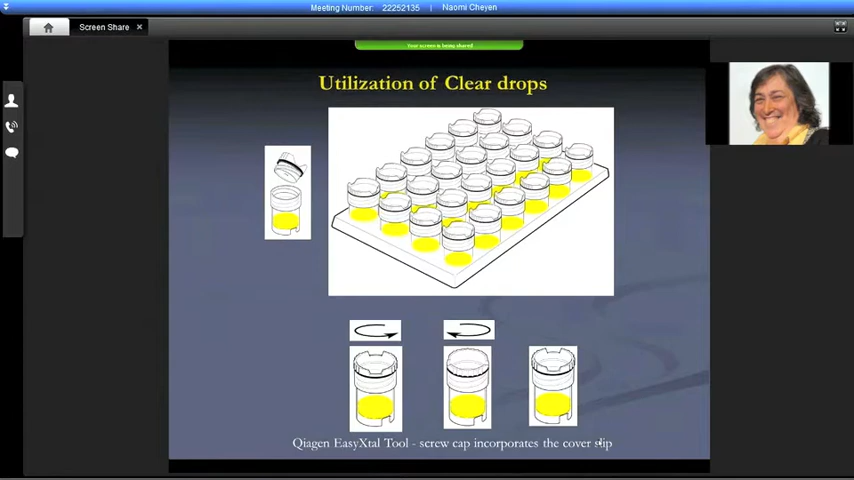 Meeting Number: 22252135 | Naomi Cheyen
Screen Share
Your screen is being shared
Utilization of Clear drops
Qiagen EasyXtal Tool - screw cap incorporates the cover slip